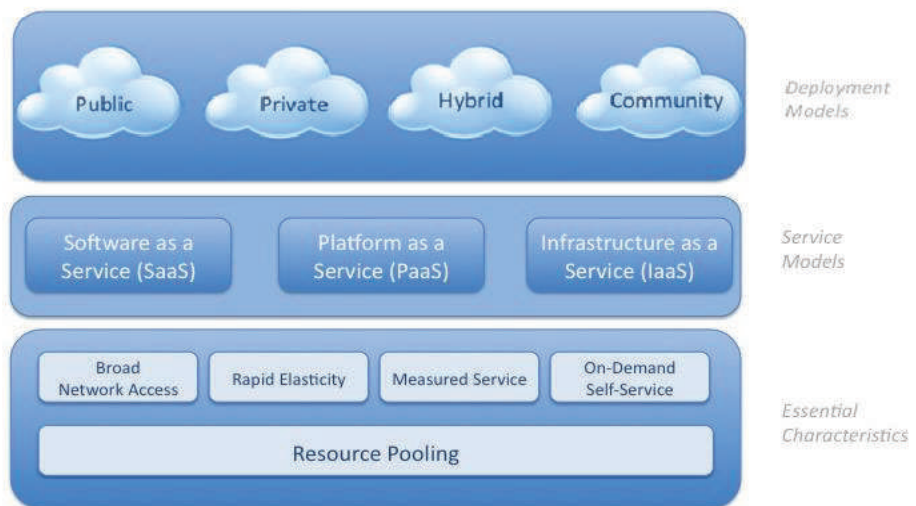 Public
Private
Hybrid
Community
Deployment
Models
Software as a
Service (SaaS)
Platform as a
Service (PaaS)
Infrastructure as a
Service (IaaS)
Service
Models
Broad
Network Access
Rapid Elasticity
Measured Service
On-Demand
Self-Service
Resource Pooling
Essential
Characteristics